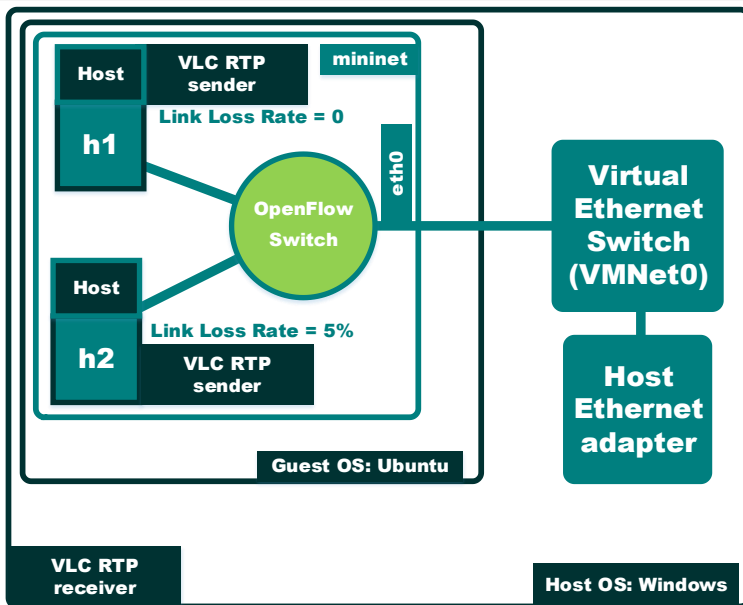 Host
VLC RTP
sender
mininet
Link Loss Rate = 0
h1
eth0
OpenFlow
Switch
Virtual
Ethernet
Switch
(VMNet0)
Host
Link Loss Rate = 5%
h2
VLC RTP
sender
Host
Ethernet
adapter
Guest OS: Ubuntu
VLC RTP
receiver
Host OS: Windows